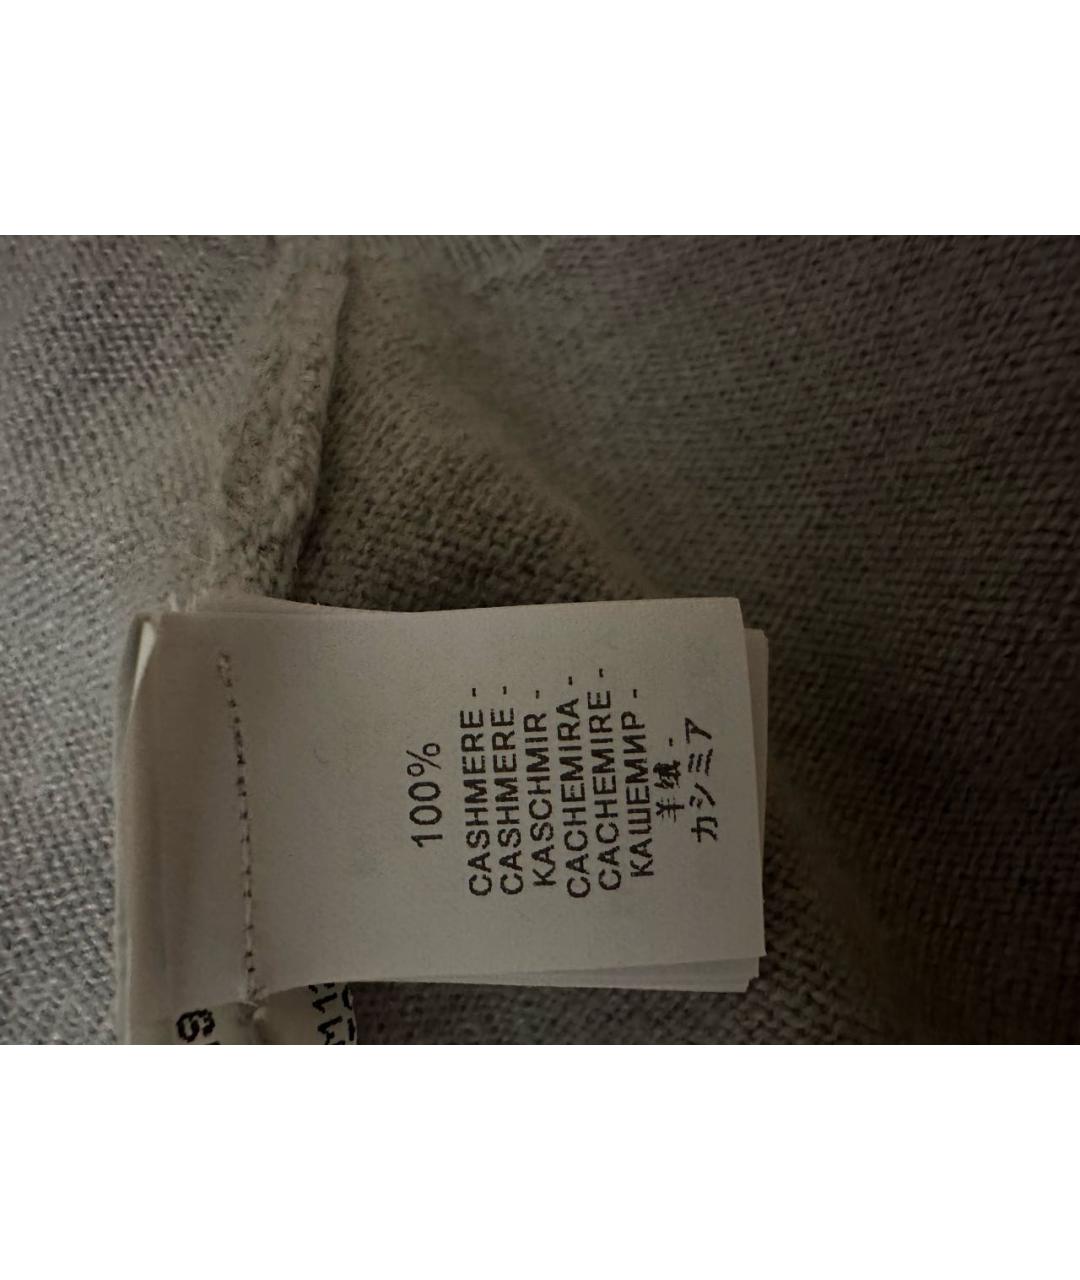 100%
CASHMERE -
CASHMERE -
KASCHMIR -
CACHEMIRA -
CACHEMIRE -
КАШЕМИР -
羊绒 -
カシミア